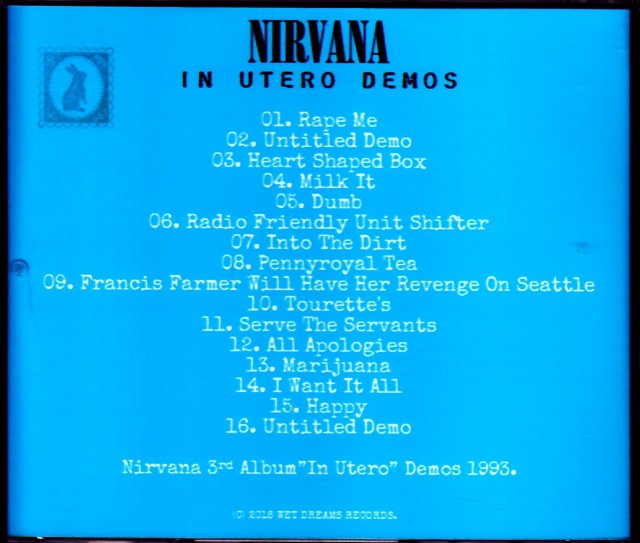 NIRVANA
IN UTERO DEMOS
01. Rape Me
02. Untitled Demo
03. Heart Shaped Box
04. Milk It
05. Dumb
06. Radio Friendly Unit Shifter
07. Into The Dirt
08. Pennyroyal Tea
09. Francis Farmer Will Have Her Revenge On Seattle
10. Tourette's
11. Serve The Servants
12. All Apologies
13. Marijuana
14. I Want It All
15. Happy
16. Untitled Demo
Nirvana 3rd Album"In Utero" Demos 1993.
(C) 2018 WET DREAMS RECORDS.